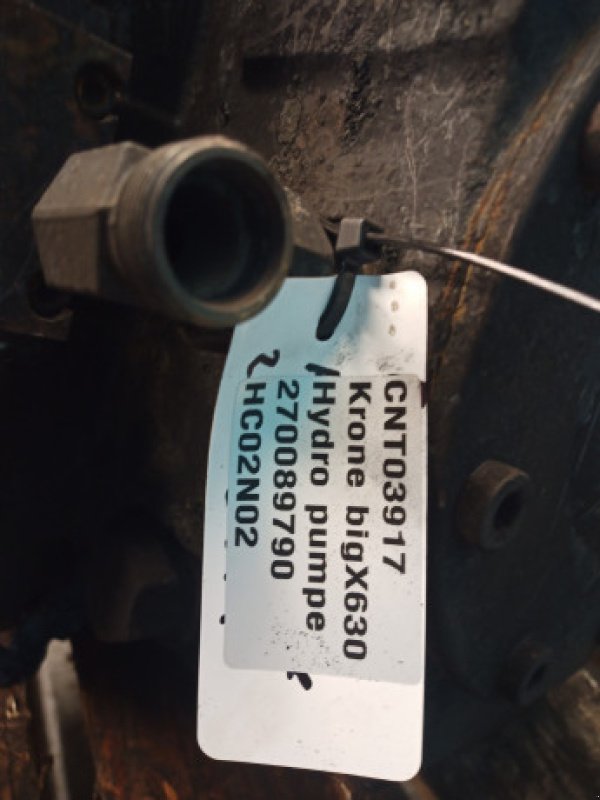 CNT03917
Krone bigX630
Hydro pumpe
270089790
HC02N02